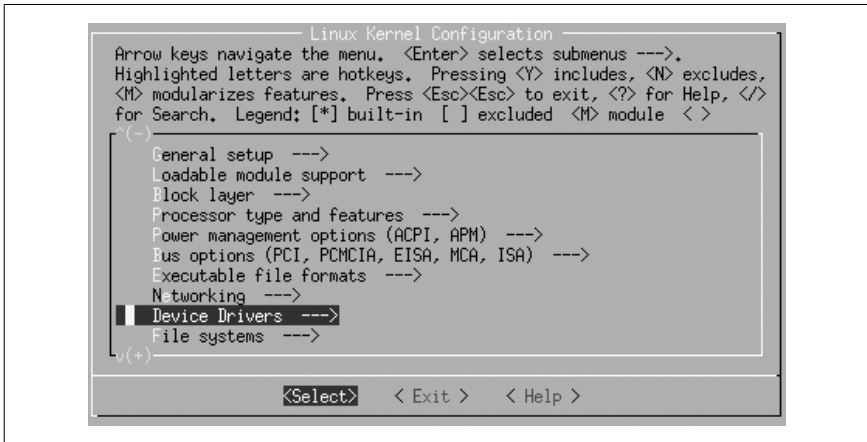 Linux Kernel Configuration
Arrow keys navigate the menu. <Enter> selects submenus --->.
Highlighted letters are hotkeys. Pressing <Y> includes, <N> excludes,
<M> modularizes features. Press <Esc><Esc> to exit, <?> for Help, </>
for Search. Legend: [*] built-in [ ] excluded <M> module < >
^(-)
General setup --->
Loadable module support --->
Block layer --->
Processor type and features --->
Power management options (ACPI, APM) --->
Bus options (PCI, PCMCIA, EISA, MCA, ISA) --->
Executable file formats --->
Networking --->
Device Drivers --->
File systems --->
v(+)
<Select> < Exit > < Help >